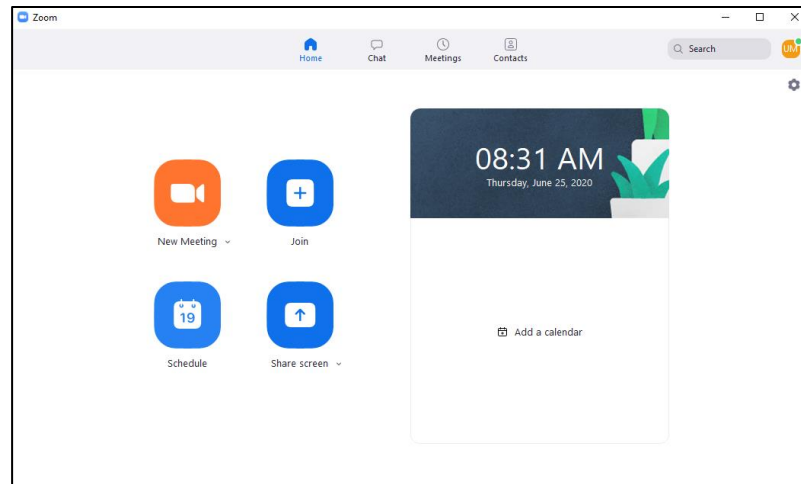 Zoom
Home
Chat
Meetings
Contacts
Search
UM
08:31 AM
Thursday, June 25, 2020
New Meeting
Join
19
Schedule
Share screen
Add a calendar